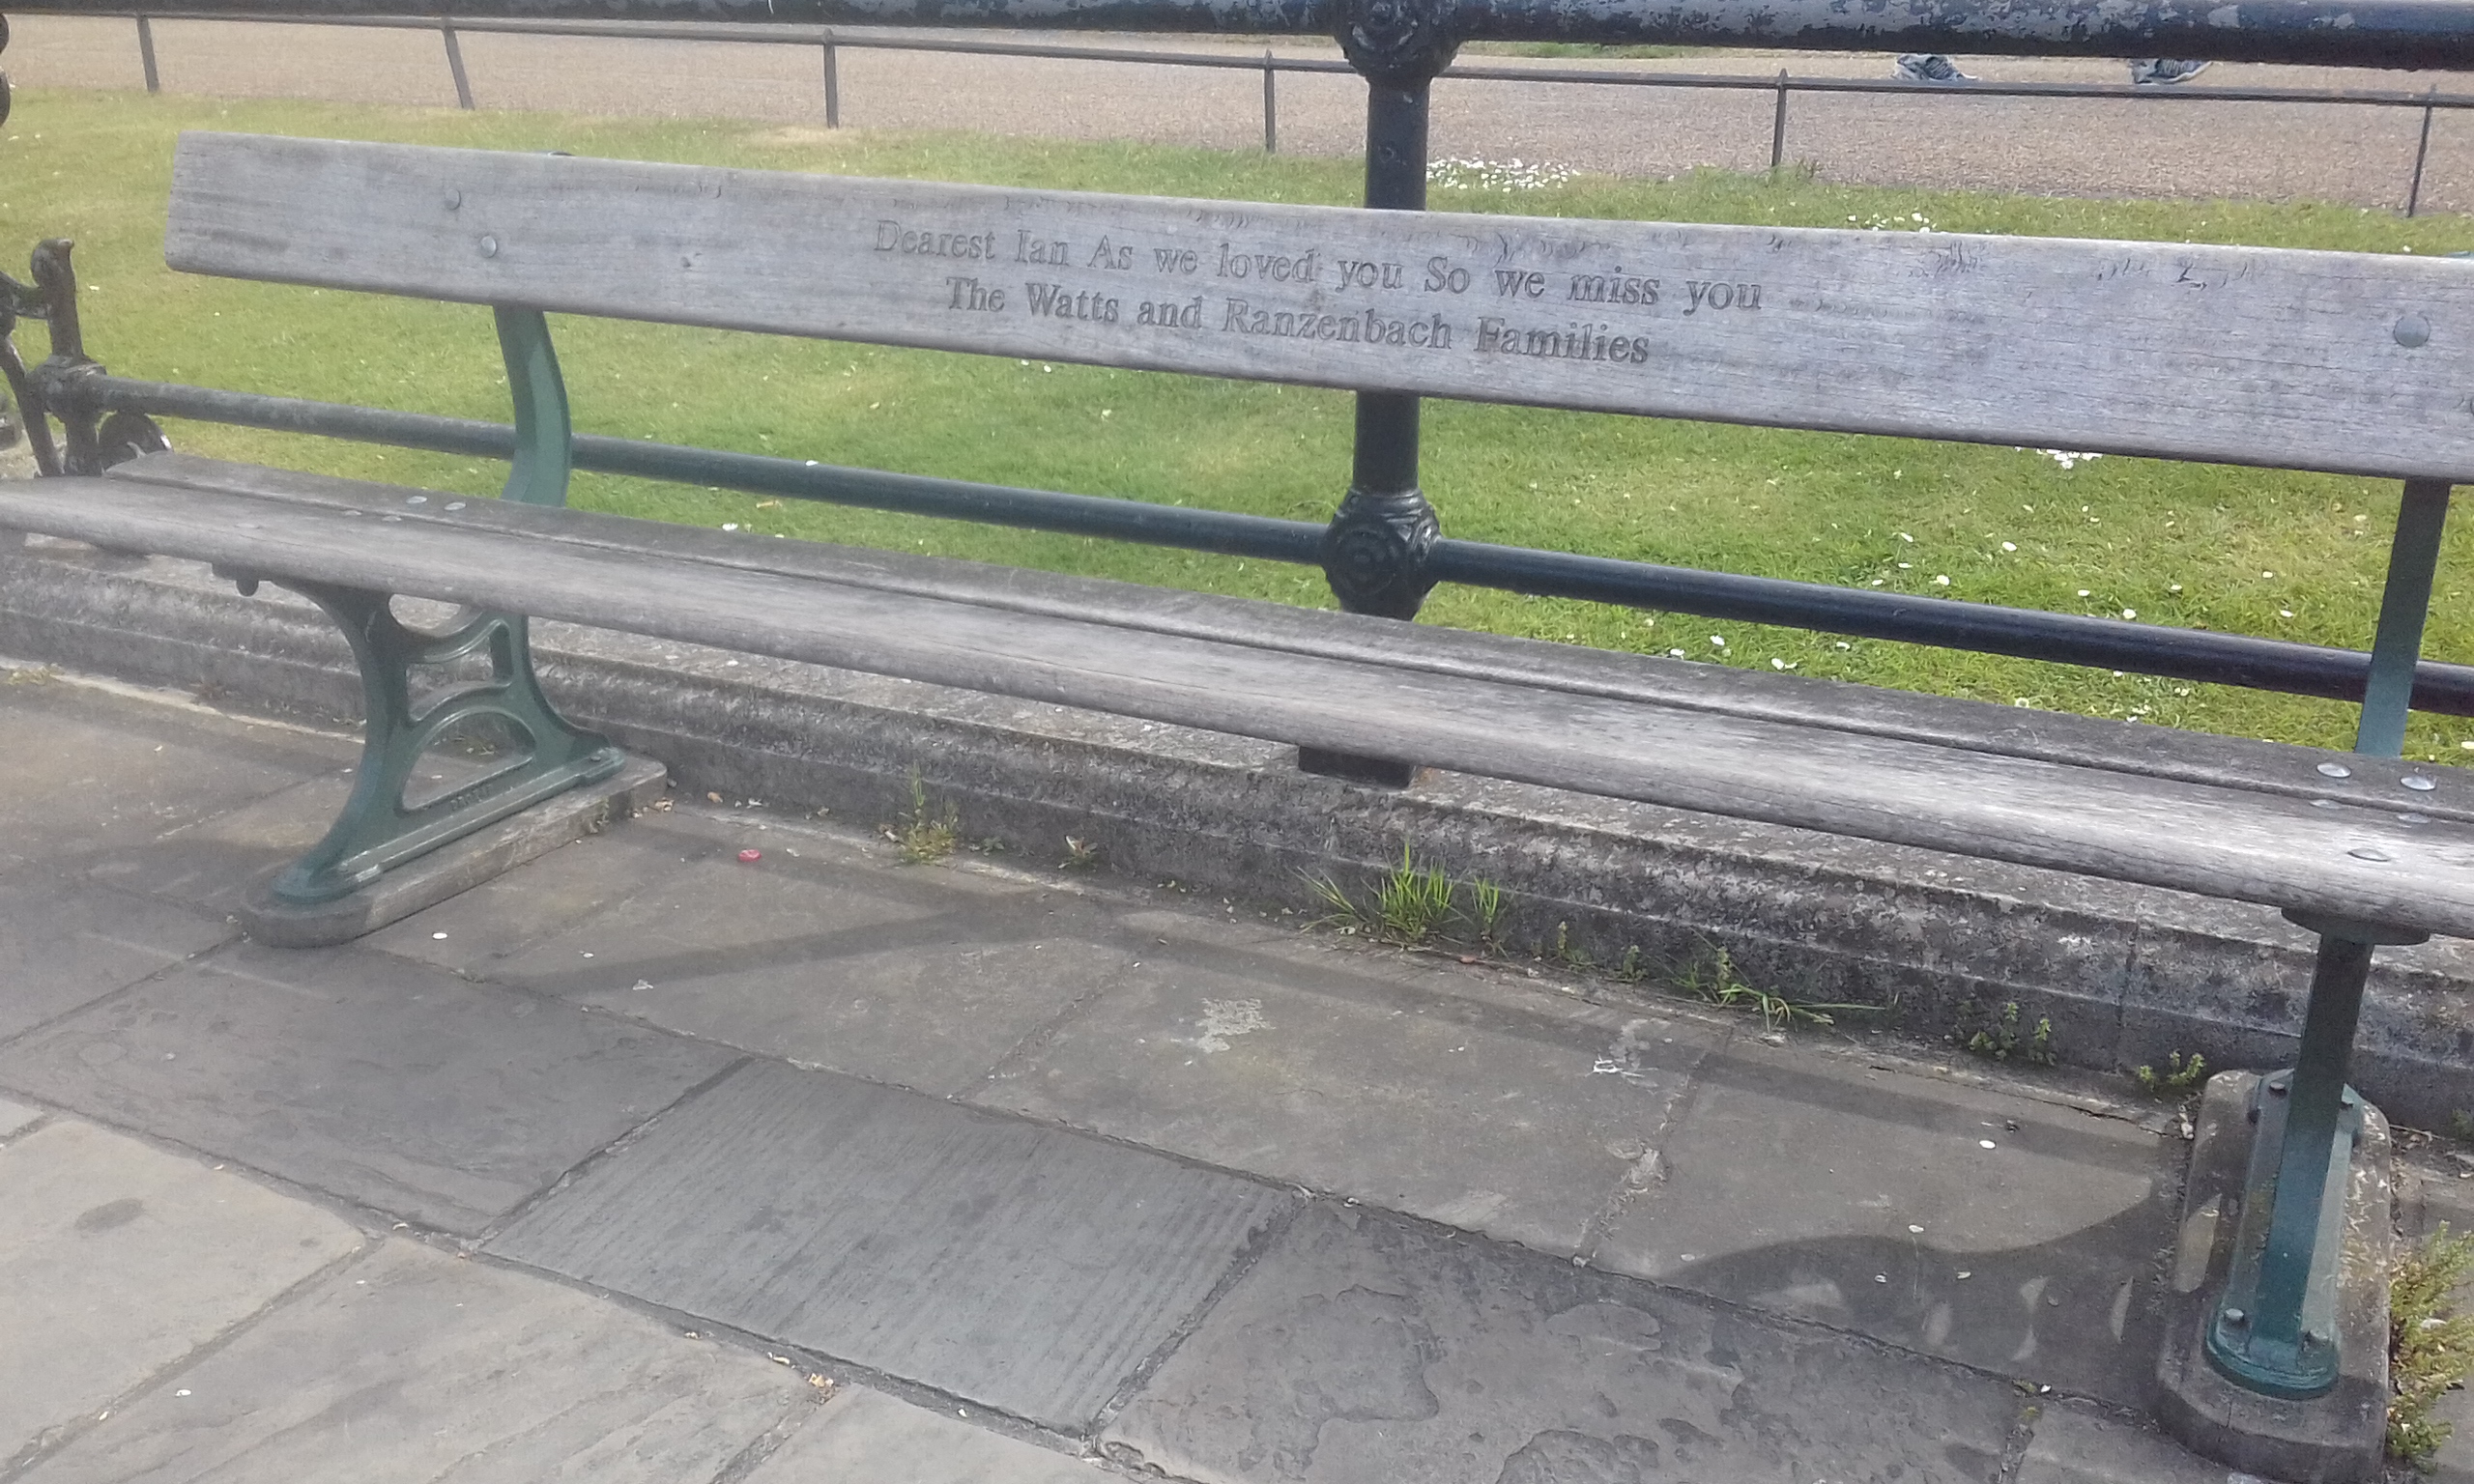 Dearest Ian As we loved you So we miss you
The Watts and Ranzenbach Families